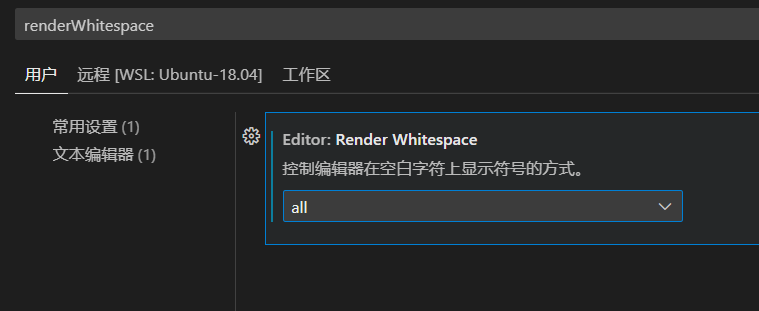 renderWhitespace
用户 远程 [WSL: Ubuntu-18.04] 工作区
常用设置 (1)
文本编辑器 (1)
Editor: Render Whitespace
控制编辑器在空白字符上显示符号的方式。
all